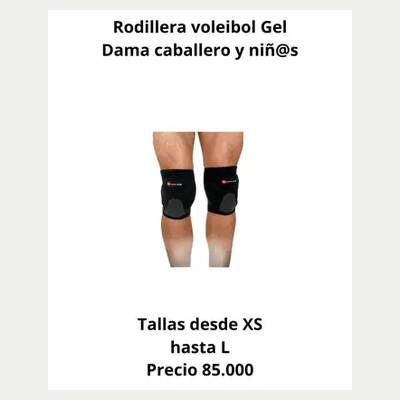 Rodillera voleibol Gel
Dama caballero y niñ@s
Tallas desde XS
hasta L
Precio 85.000